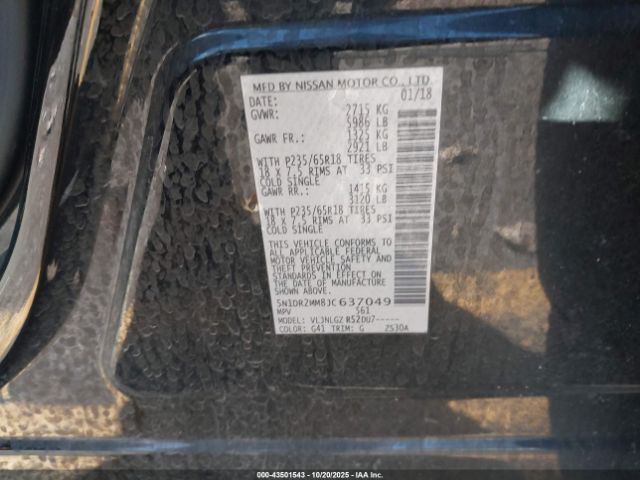 MFD BY NISSAN MOTOR CO., LTD.
DATE: 01/18
GVWR: 2715 KG
5986 LB
GAWR FR.: 1325 KG
2921 LB
WITH P235/65R18 TIRES
18 X 7.5 RIMS AT 33 PSI
COLD SINGLE
GAWR RR.: 1415 KG
3120 LB
WITH P235/65R18 TIRES
18 X 7.5 RIMS AT 33 PSI
COLD SINGLE
THIS VEHICLE CONFORMS TO
ALL APPLICABLE FEDERAL
MOTOR VEHICLE SAFETY AND
THEFT PREVENTION
STANDARDS IN EFFECT ON
THE DATE OF MANUFACTURE
SHOWN ABOVE.
5N1DR2MM8JC637049
MPV 561
MODEL: VLJNLGZ R52DU7-----
COLOR: G41 TRIM: G ZS30A
000-43501543 | 10/20/2025 | IAA Inc.